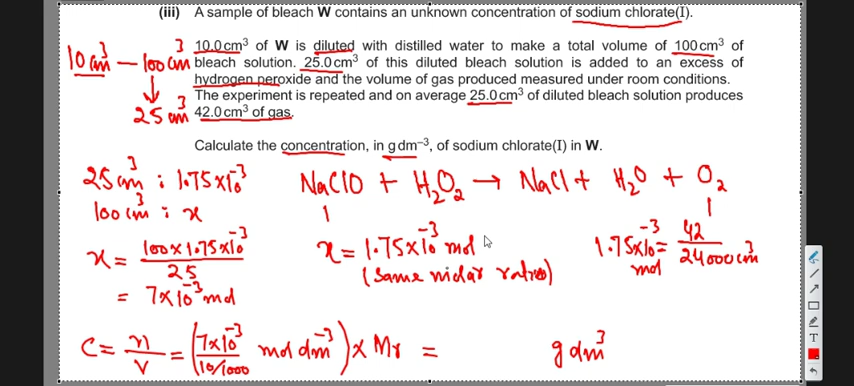 (iii) A sample of bleach W contains an unknown concentration of sodium chlorate(I).
10.0 cm³ of W is diluted with distilled water to make a total volume of 100 cm³ of
bleach solution. 25.0 cm³ of this diluted bleach solution is added to an excess of
hydrogen peroxide and the volume of gas produced measured under room conditions.
The experiment is repeated and on average 25.0 cm³ of diluted bleach solution produces
42.0 cm³ of gas.
10 cm³ — 100 cm³
↓
25 cm³
Calculate the concentration, in g dm⁻³, of sodium chlorate(I) in W.
25 cm³ : 1.75×10⁻³
100 cm³ : x
x = 100 × 1.75×10⁻³ / 25
= 7×10⁻³ mol
NaClO + H₂O₂ → NaCl + H₂O + O₂
1 1
x = 1.75×10⁻³ mol
(same molar ratio)
1.75×10⁻³ mol = 42 / 24000 cm³
C = n / V = (7×10⁻³ / 10/1000 mol dm⁻³) × Mr = g dm³
T